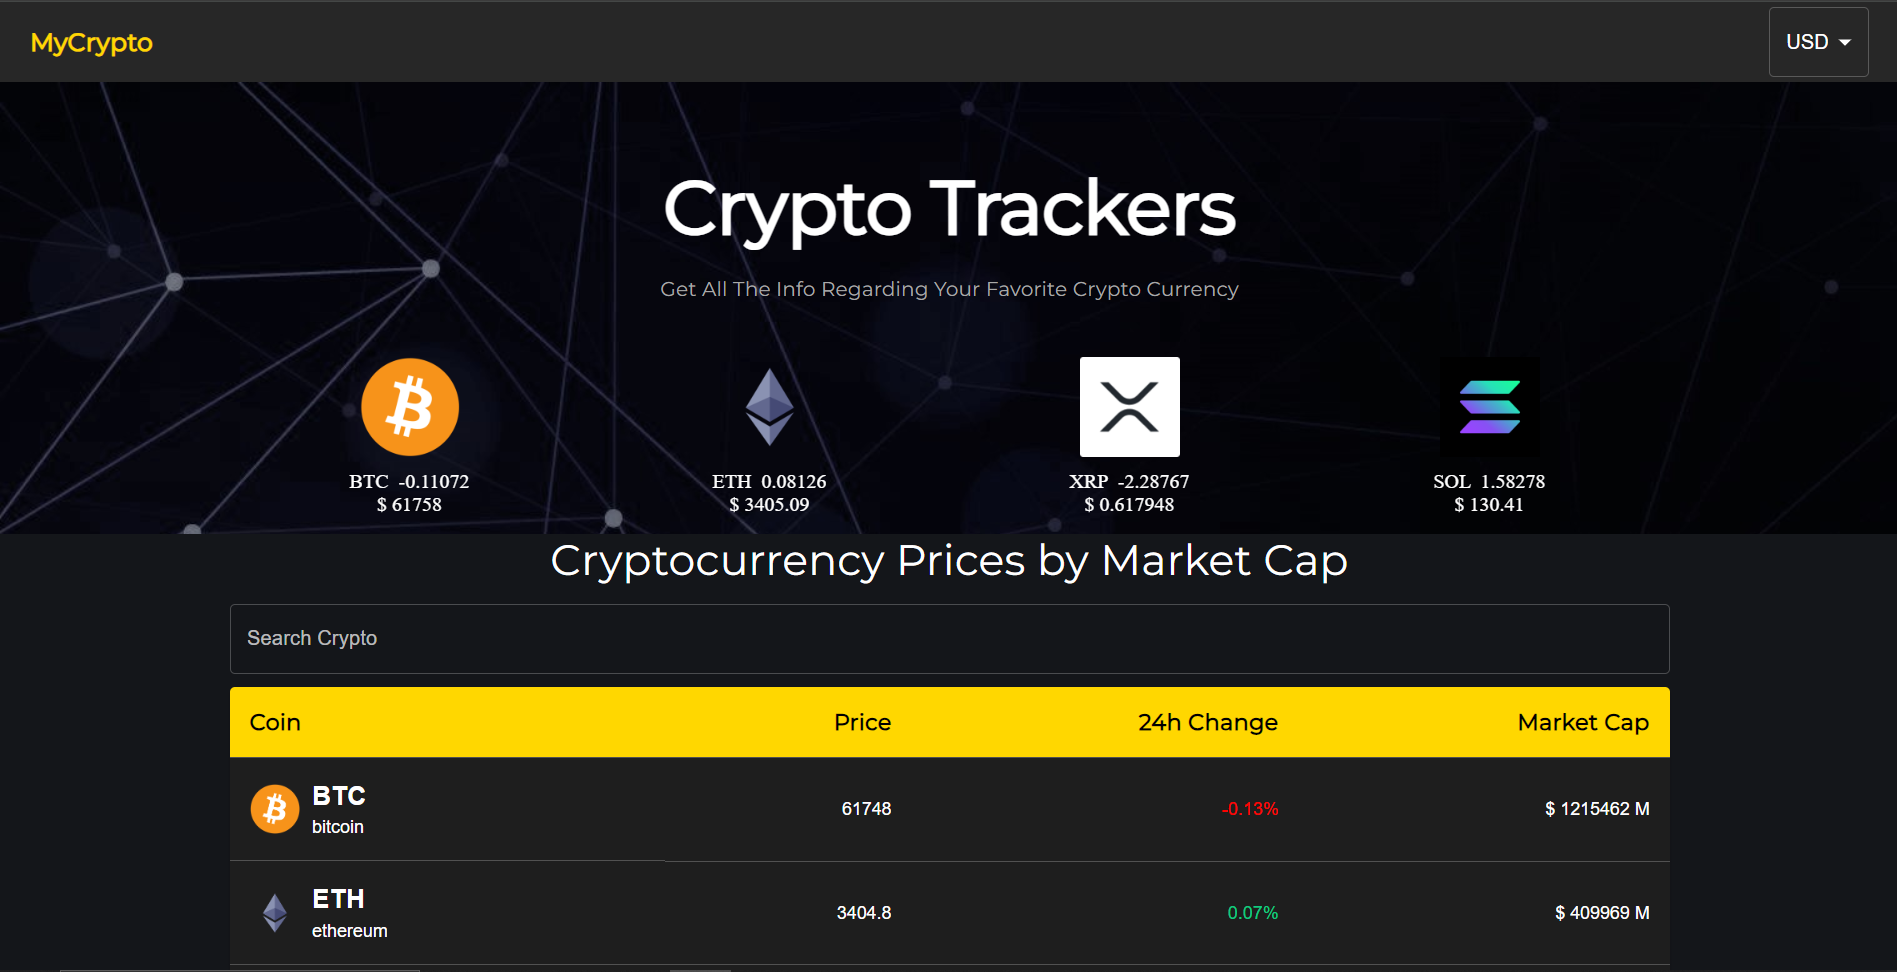 MyCrypto
USD
Crypto Trackers
Get All The Info Regarding Your Favorite Crypto Currency
BTC -0.11072
$ 61758
ETH 0.08126
$ 3405.09
XRP -2.28767
$ 0.617948
SOL 1.58278
$ 130.41
Cryptocurrency Prices by Market Cap
Search Crypto
Coin Price 24h Change Market Cap
BTC
bitcoin
61748 -0.13% $ 1215462 M
ETH
ethereum
3404.8 0.07% $ 409969 M